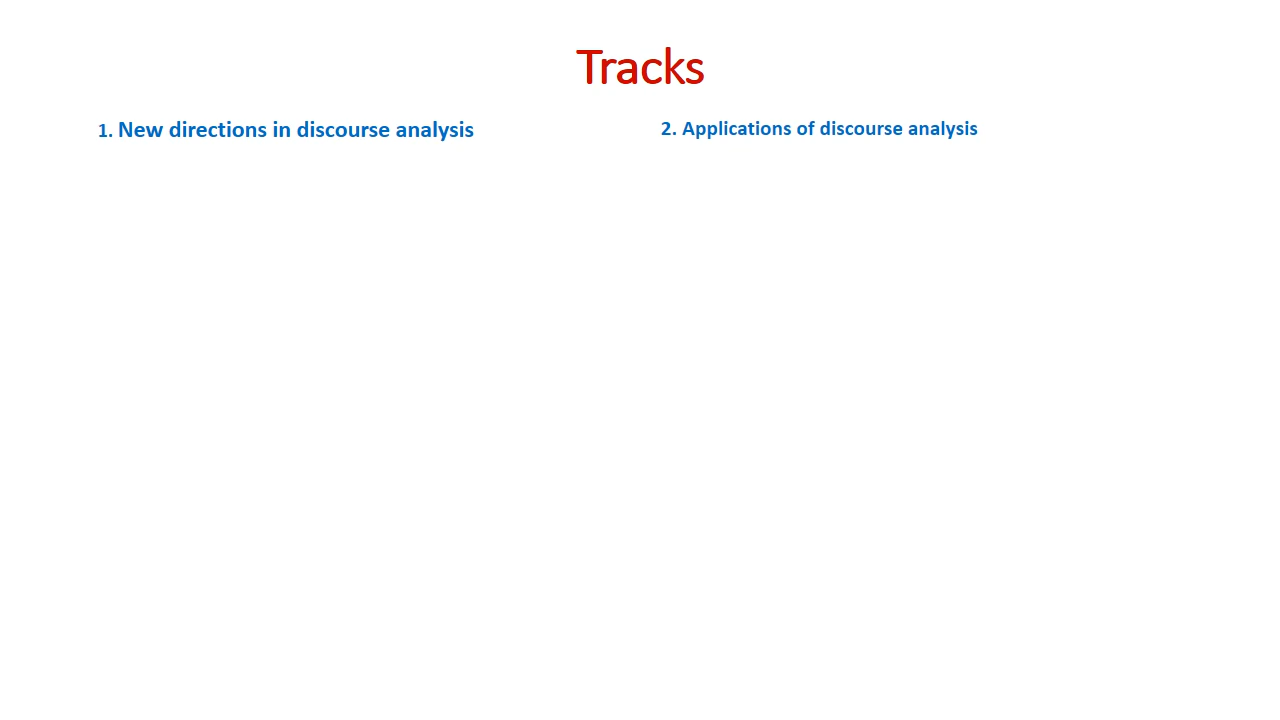 Tracks
1. New directions in discourse analysis
2. Applications of discourse analysis